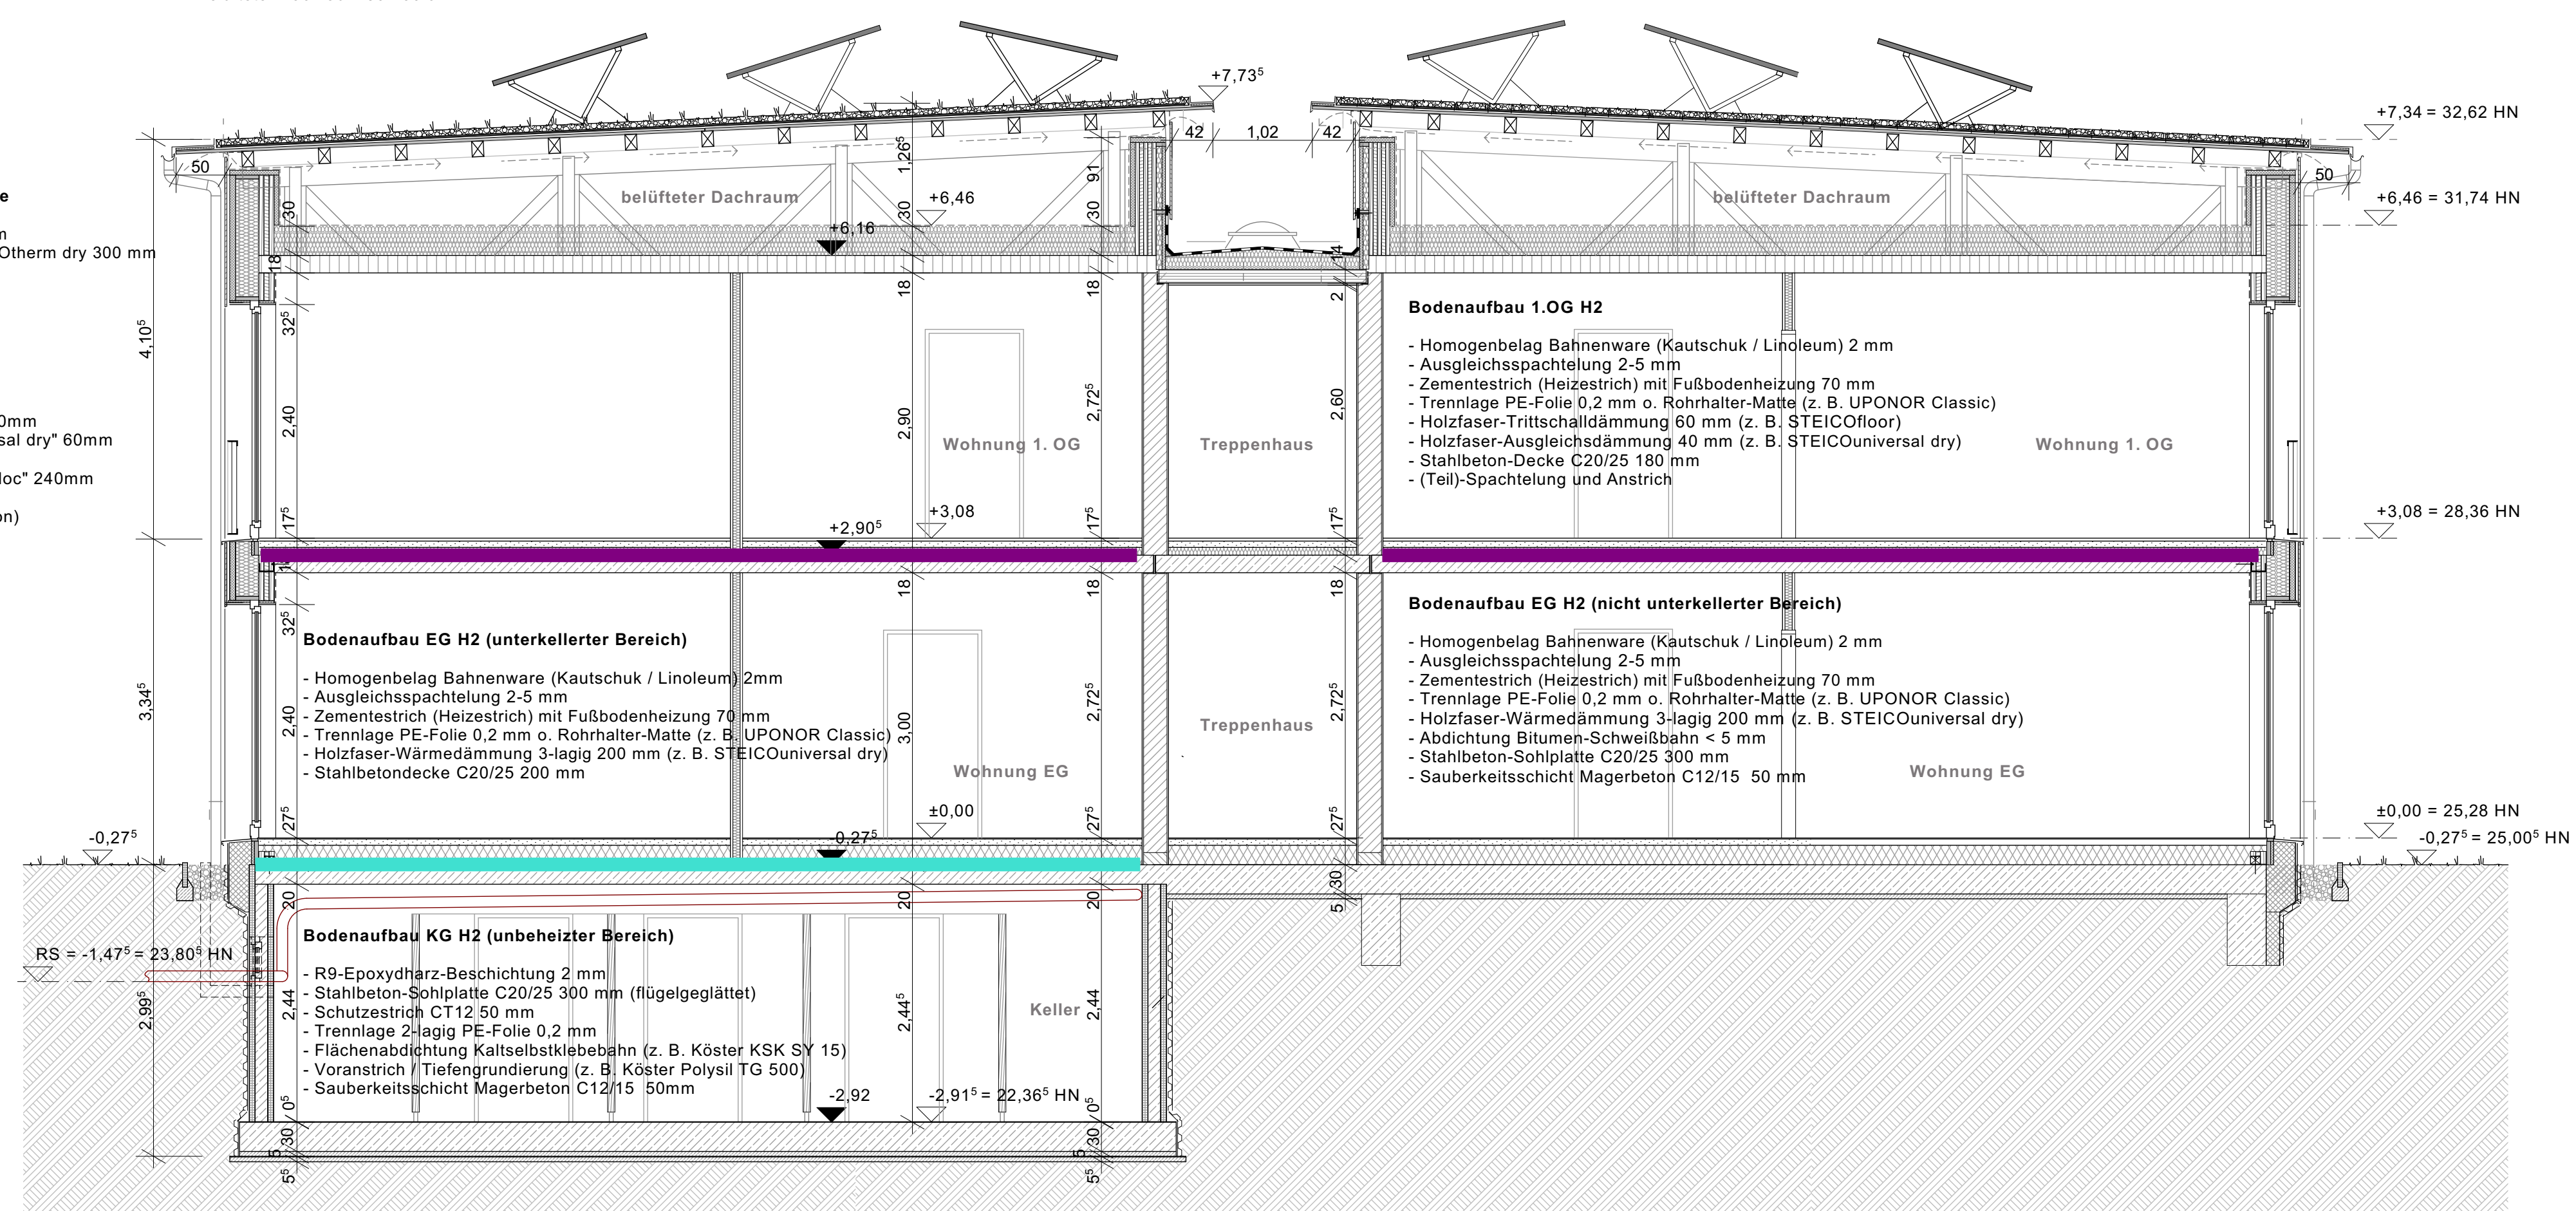 +7,73⁵
+7,34 = 32,62 HN
42
1,02
42
50
50
1,26⁵
91
e
belüfteter Dachraum
belüfteter Dachraum
+6,46
+6,46 = 31,74 HN
30
30
30
+6,16
m
Otherm dry 300 mm
18
18
18
14
2
Bodenaufbau 1.OG H2
- Homogenbelag Bahnenware (Kautschuk / Linoleum) 2 mm
- Ausgleichsspachtelung 2-5 mm
- Zementestrich (Heizestrich) mit Fußbodenheizung 70 mm
- Trennlage PE-Folie 0,2 mm o. Rohrhalter-Matte (z. B. UPONOR Classic)
- Holzfaser-Trittschalldämmung 60 mm (z. B. STEICOfloor)
- Holzfaser-Ausgleichsdämmung 40 mm (z. B. STEICOuniversal dry)
- Stahlbeton-Decke C20/25 180 mm
- (Teil)-Spachtelung und Anstrich
32⁵
4,10⁵
2,40
2,90
2,72⁵
2,60
0mm
sal dry" 60mm
loc" 240mm
on)
Wohnung 1. OG
Treppenhaus
Wohnung 1. OG
17⁵
17⁵
17⁵
+3,08
+2,90⁵
+3,08 = 28,36 HN
18
18
18
32⁵
Bodenaufbau EG H2 (unterkellerter Bereich)
- Homogenbelag Bahnenware (Kautschuk / Linoleum) 2mm
- Ausgleichsspachtelung 2-5 mm
- Zementestrich (Heizestrich) mit Fußbodenheizung 70 mm
- Trennlage PE-Folie 0,2 mm o. Rohrhalter-Matte (z. B. UPONOR Classic)
- Holzfaser-Wärmedämmung 3-lagig 200 mm (z. B. STEICOuniversal dry)
- Stahlbetondecke C20/25 200 mm
Bodenaufbau EG H2 (nicht unterkellerter Bereich)
- Homogenbelag Bahnenware (Kautschuk / Linoleum) 2 mm
- Ausgleichsspachtelung 2-5 mm
- Zementestrich (Heizestrich) mit Fußbodenheizung 70 mm
- Trennlage PE-Folie 0,2 mm o. Rohrhalter-Matte (z. B. UPONOR Classic)
- Holzfaser-Wärmedämmung 3-lagig 200 mm (z. B. STEICOuniversal dry)
- Abdichtung Bitumen-Schweißbahn < 5 mm
- Stahlbeton-Sohlplatte C20/25 300 mm
- Sauberkeitsschicht Magerbeton C12/15 50 mm
3,34⁵
2,40
3,00
2,72⁵
2,72⁵
Wohnung EG
Treppenhaus
Wohnung EG
27⁵
27⁵
27⁵
±0,00
±0,00 = 25,28 HN
-0,27⁵
-0,27⁵
-0,27⁵ = 25,00⁵ HN
20
20
20
30
5
Bodenaufbau KG H2 (unbeheizter Bereich)
- R9-Epoxydharz-Beschichtung 2 mm
- Stahlbeton-Sohlplatte C20/25 300 mm (flügelgeglättet)
- Schutzestrich CT12 50 mm
- Trennlage 2-lagig PE-Folie 0,2 mm
- Flächenabdichtung Kaltselbstklebebahn (z. B. Köster KSK SY 15)
- Voranstrich / Tiefengrundierung (z. B. Köster Polysil TG 500)
- Sauberkeitsschicht Magerbeton C12/15 50mm
RS = -1,47⁵ = 23,80⁵ HN
2,99⁵
2,44
2,44⁵
2,44
Keller
-2,92
-2,91⁵ = 22,36⁵ HN
0⁵
0⁵
30
30
5
5
5⁵
5⁵